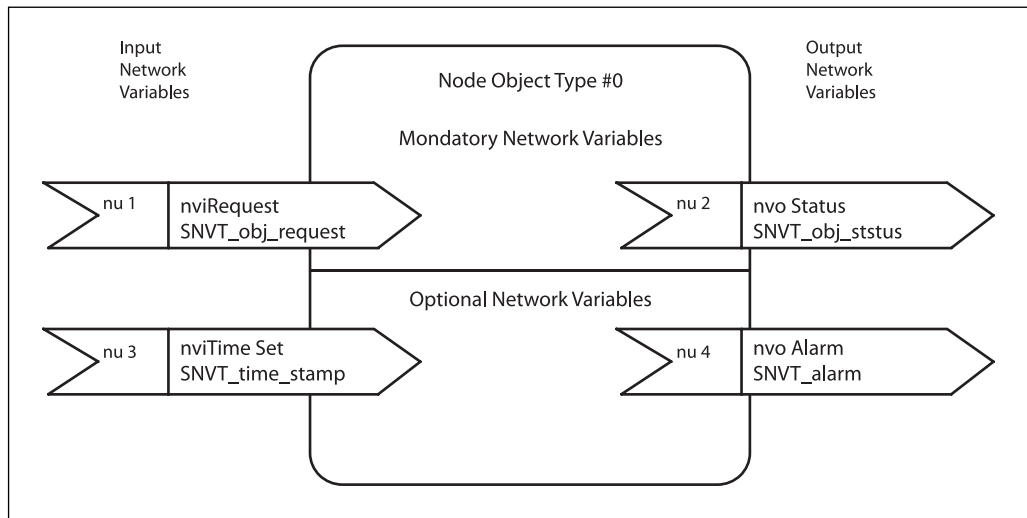 Input
Network
Variables
Output
Network
Variables
Node Object Type #0
Mondatory Network Variables
nu 1
nviRequest
SNVT_obj_request
nu 2
nvo Status
SNVT_obj_ststus
Optional Network Variables
nu 3
nviTime Set
SNVT_time_stamp
nu 4
nvo Alarm
SNVT_alarm